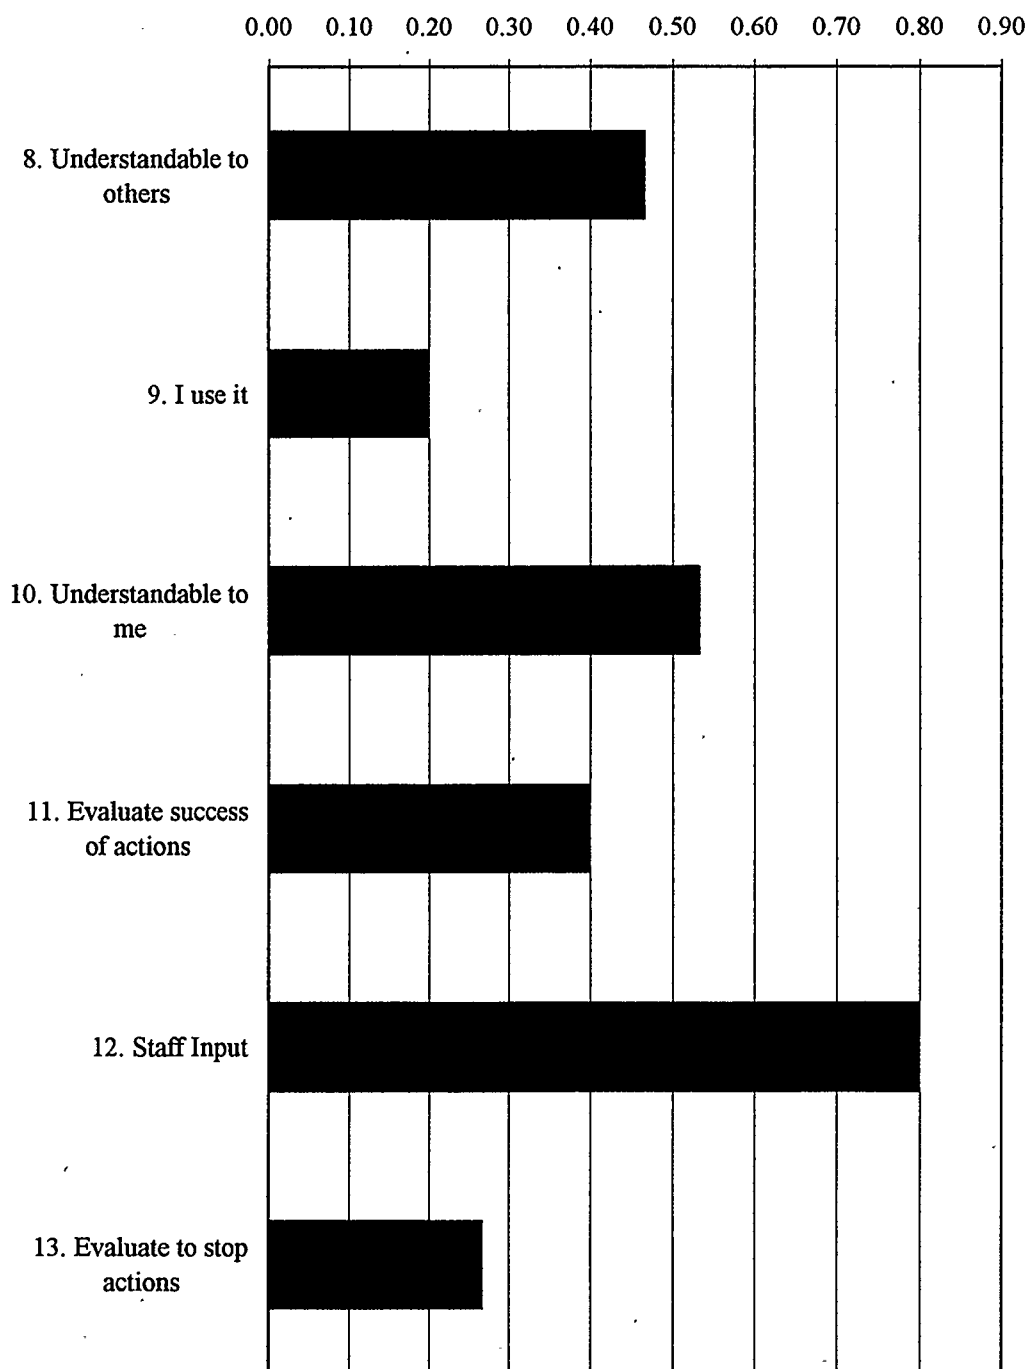 0.00 0.10 0.20 0.30 0.40 0.50 0.60 0.70 0.80 0.90
8. Understandable to
others
9. I use it
10. Understandable to
me
11. Evaluate success
of actions
12. Staff Input
13. Evaluate to stop
actions